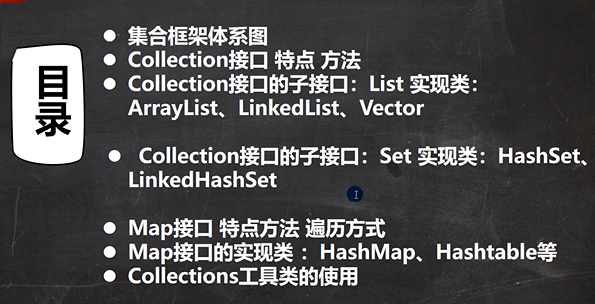 目录
集合框架体系图
Collection接口 特点 方法
Collection接口的子接口：List 实现类：
ArrayList、LinkedList、Vector
Collection接口的子接口：Set 实现类：HashSet、
LinkedHashSet
Map接口 特点方法 遍历方式
Map接口的实现类 ：HashMap、Hashtable等
Collections工具类的使用